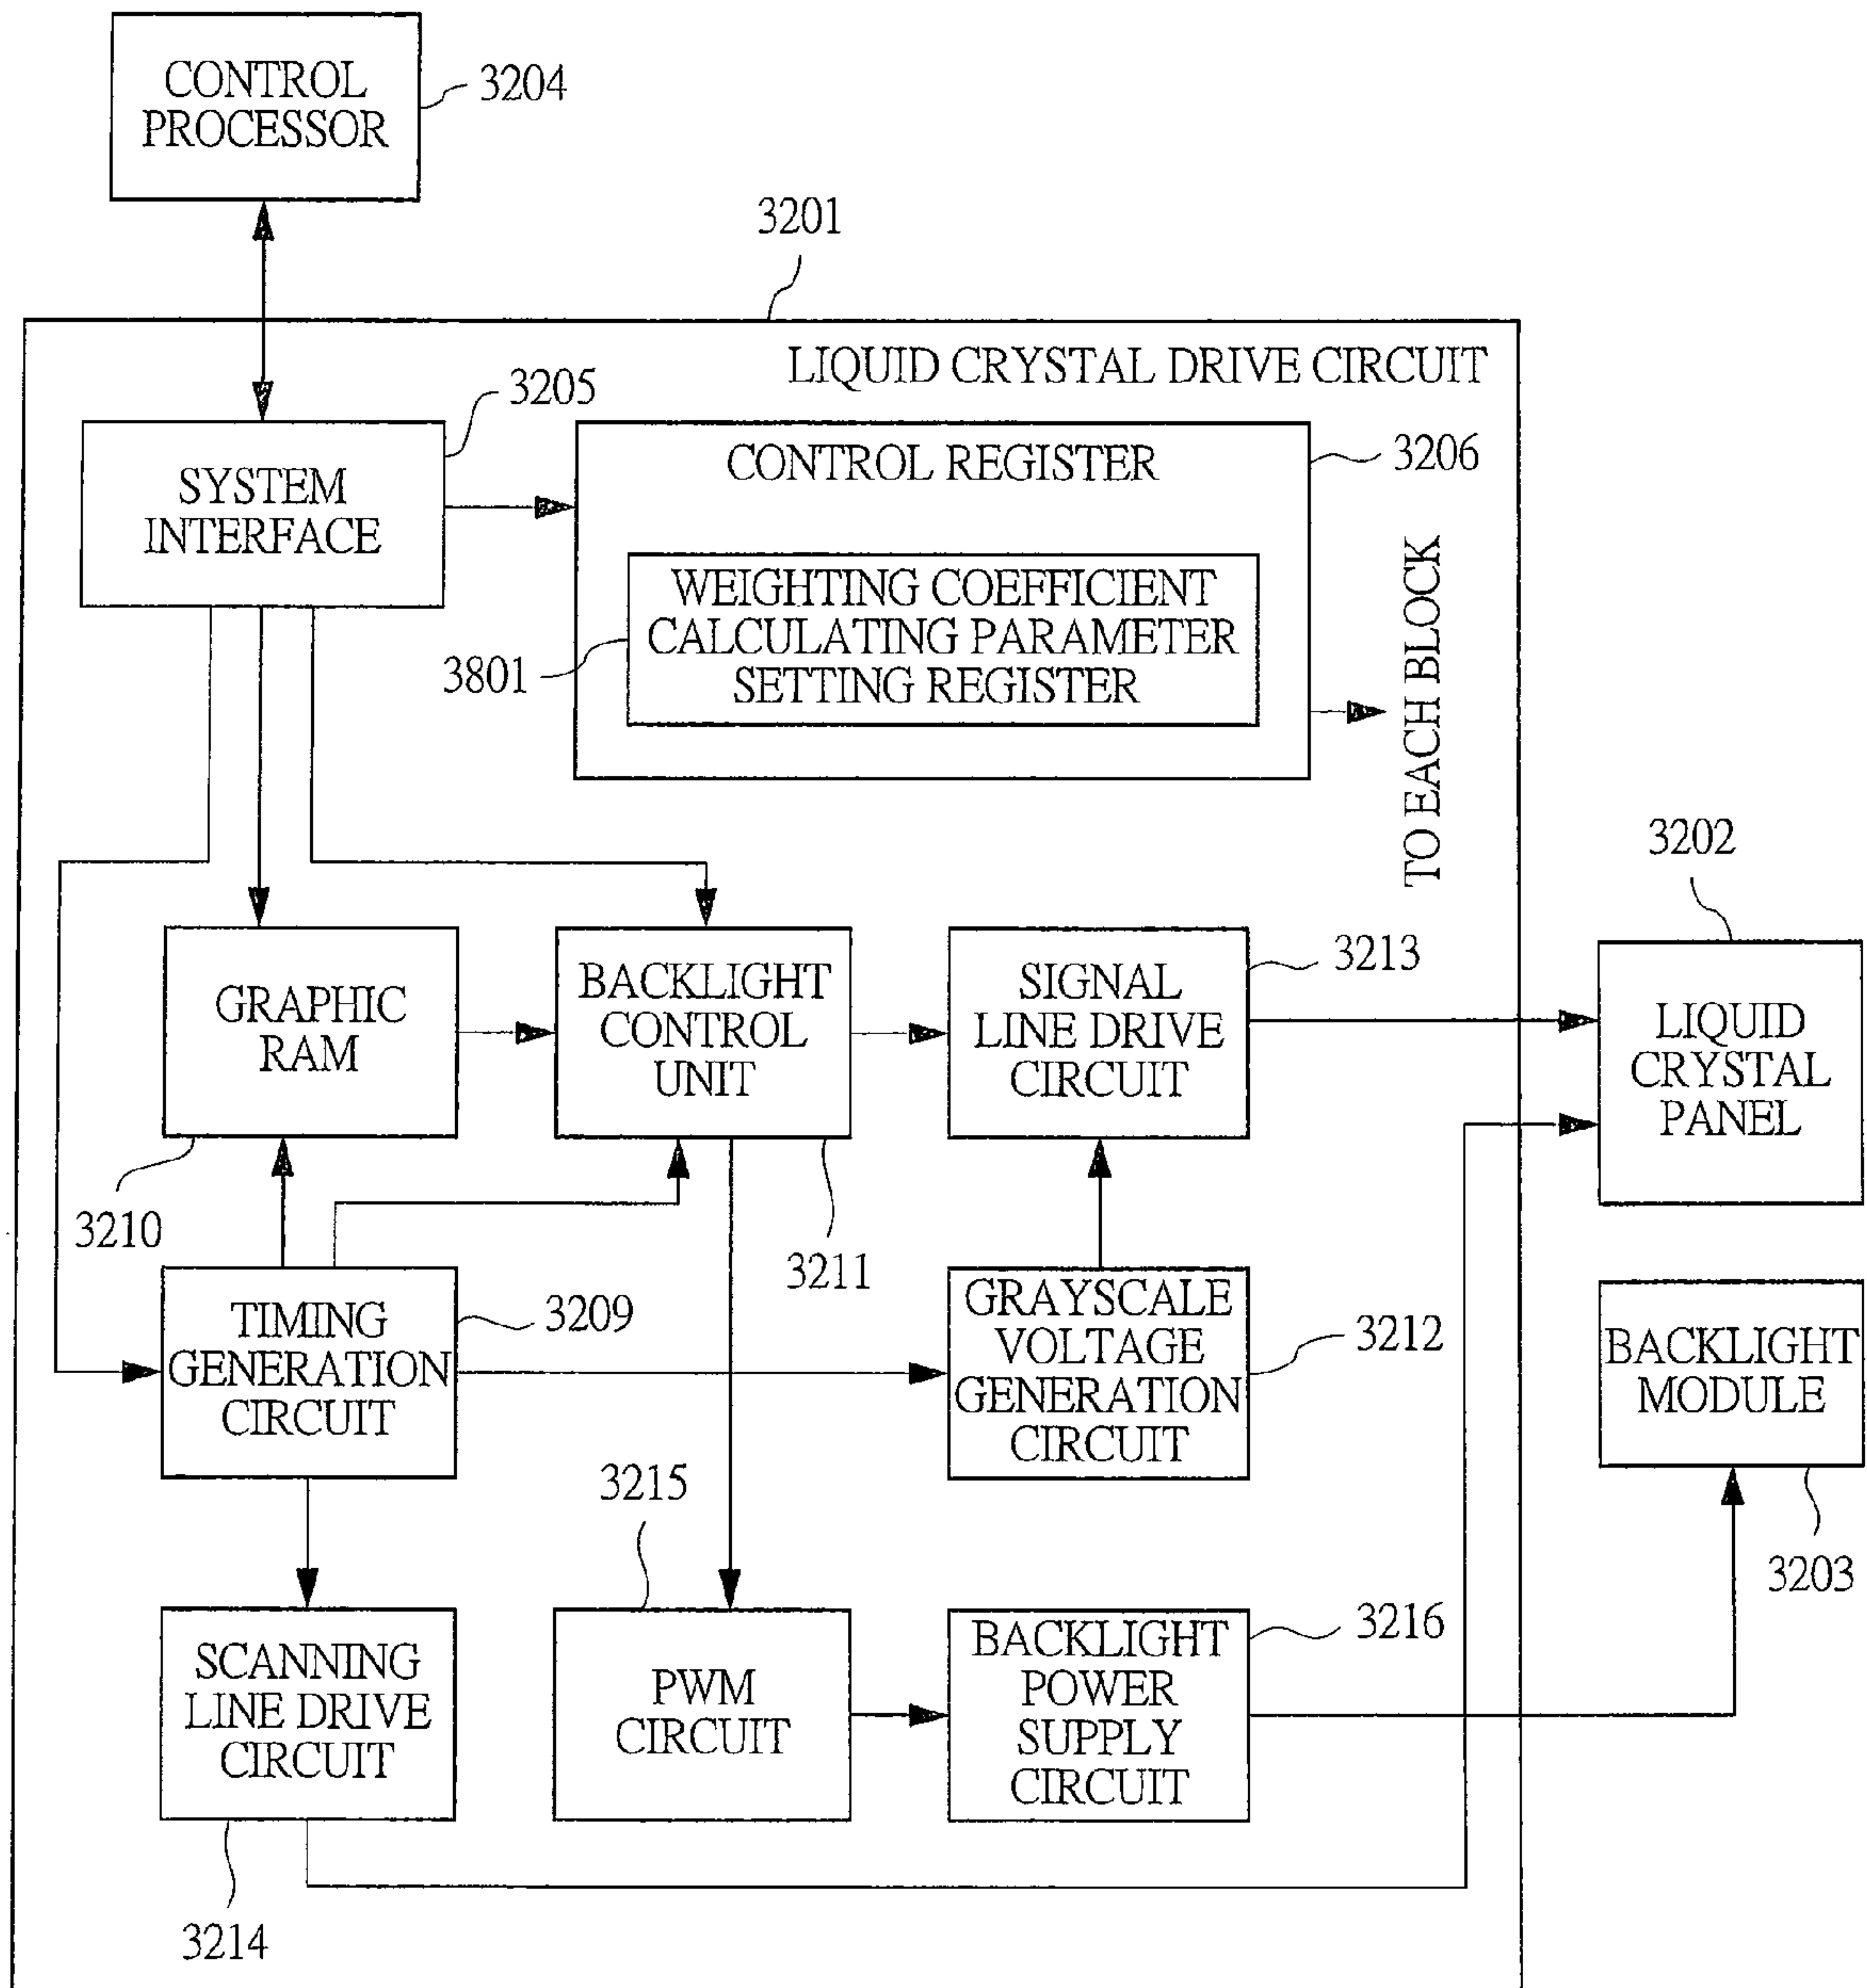 CONTROL
PROCESSOR
3204
3201
LIQUID CRYSTAL DRIVE CIRCUIT
3205
SYSTEM
INTERFACE
CONTROL REGISTER
3206
WEIGHTING COEFFICIENT
CALCULATING PARAMETER
SETTING REGISTER
3801
TO EACH BLOCK
3202
GRAPHIC
RAM
BACKLIGHT
CONTROL
UNIT
SIGNAL
LINE DRIVE
CIRCUIT
3213
LIQUID
CRYSTAL
PANEL
3210
3211
TIMING
GENERATION
CIRCUIT
3209
GRAYSCALE
VOLTAGE
GENERATION
CIRCUIT
3212
BACKLIGHT
MODULE
3215
3203
SCANNING
LINE DRIVE
CIRCUIT
PWM
CIRCUIT
BACKLIGHT
POWER
SUPPLY
CIRCUIT
3216
3214